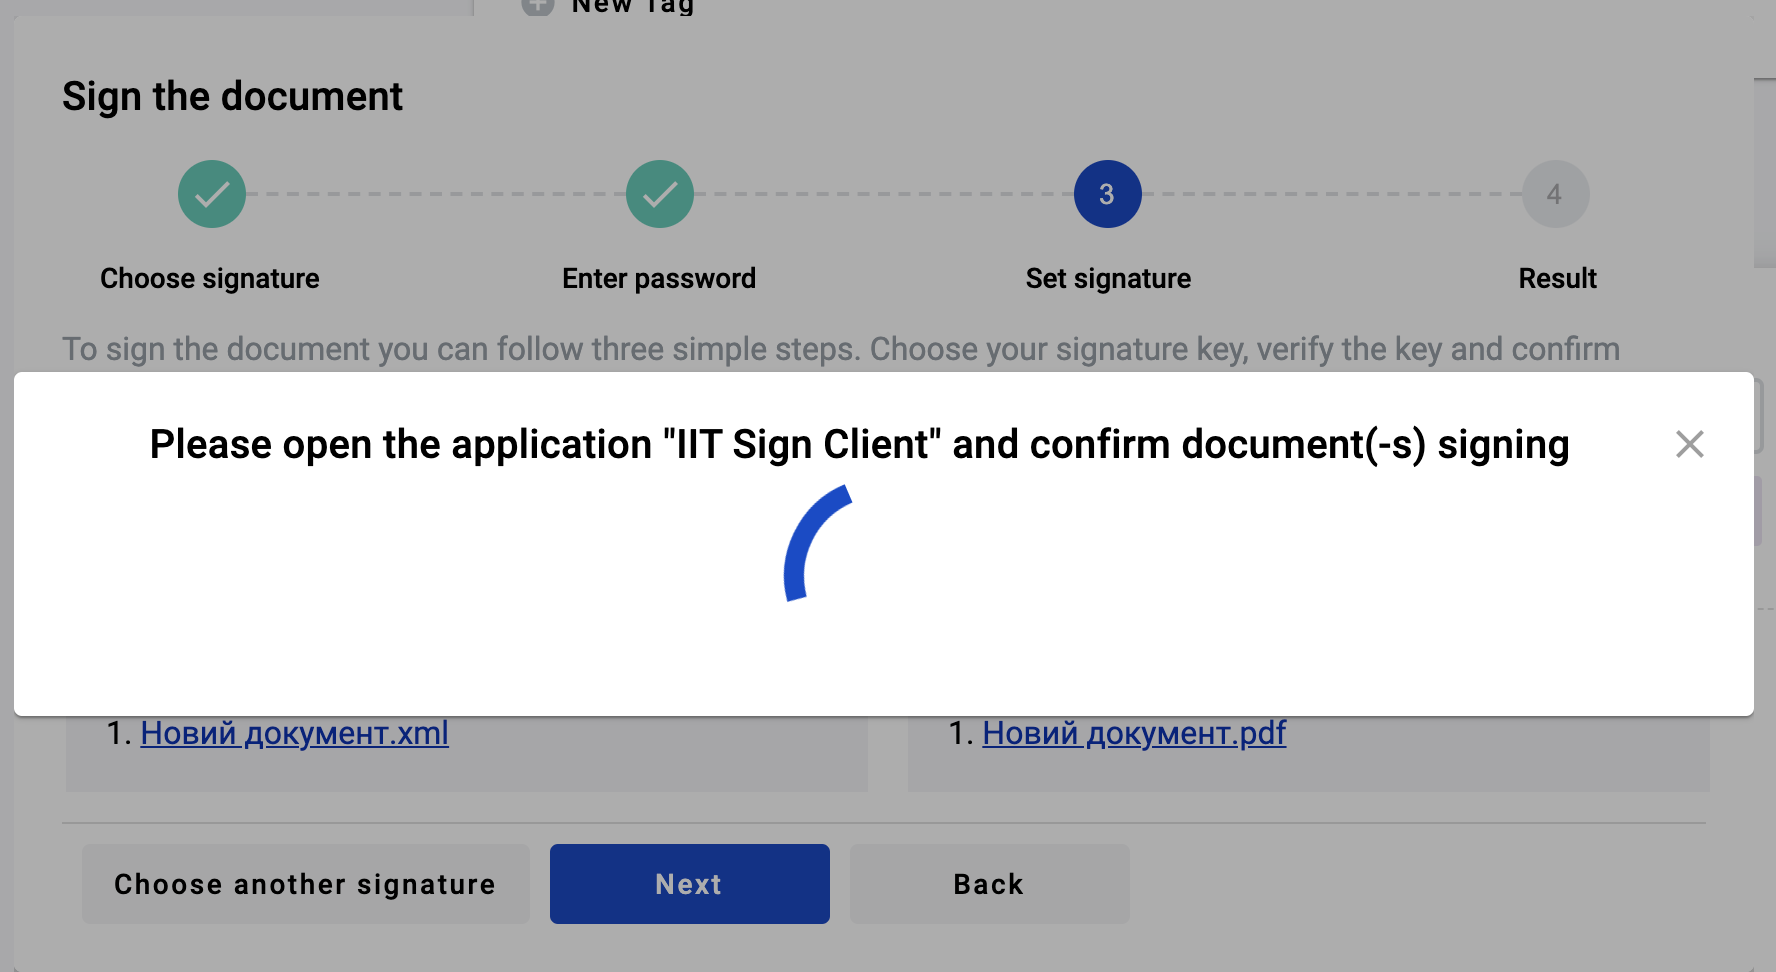 New Tag
Sign the document
3
4
Choose signature
Enter password
Set signature
Result
To sign the document you can follow three simple steps. Choose your signature key, verify the key and confirm
Please open the application "IIT Sign Client" and confirm document(-s) signing
1. Новий документ.xml
1. Новий документ.pdf
Choose another signature
Next
Back